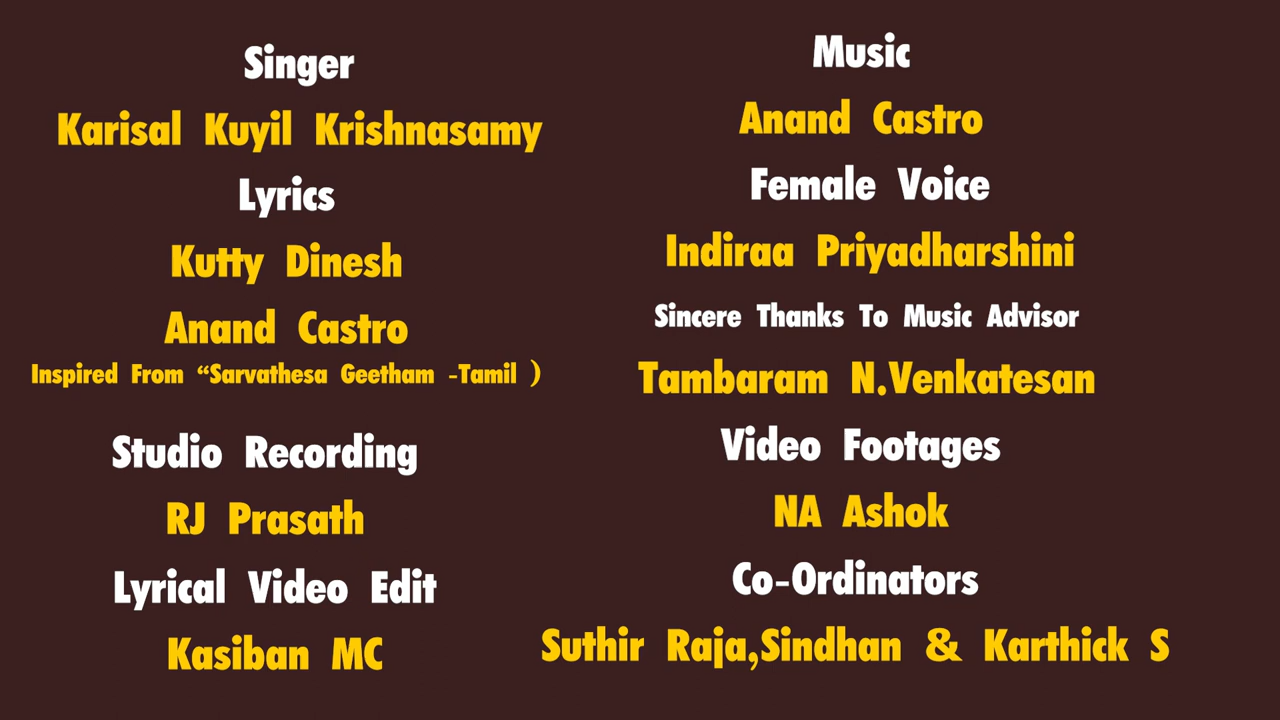 Singer
Karisal Kuyil Krishnasamy
Lyrics
Kutty Dinesh
Anand Castro
Inspired From “Sarvathesa Geetham -Tamil )
Studio Recording
RJ Prasath
Lyrical Video Edit
Kasiban MC
Music
Anand Castro
Female Voice
Indiraa Priyadharshini
Sincere Thanks To Music Advisor
Tambaram N.Venkatesan
Video Footages
NA Ashok
Co-Ordinators
Suthir Raja,Sindhan & Karthick S